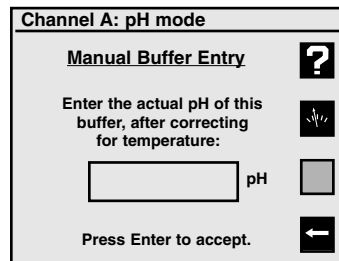 Channel A: pH mode
Manual Buffer Entry
?
Enter the actual pH of this
buffer, after correcting
for temperature:
pH
Press Enter to accept.